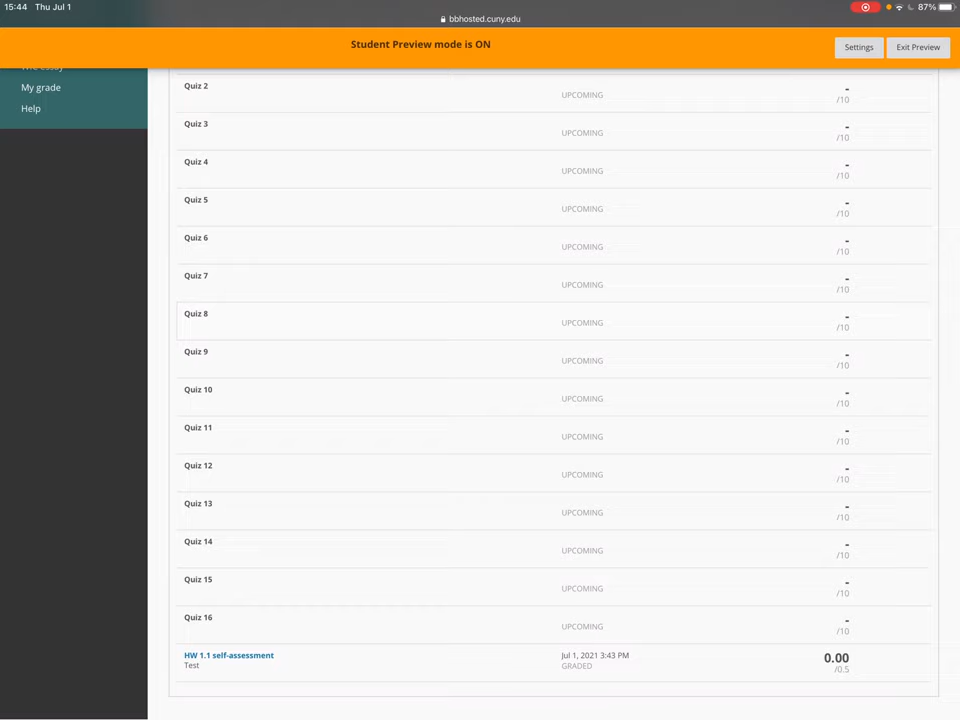 15:44 Thu Jul 1
87%
bbhosted.cuny.edu
Student Preview mode is ON
Settings
Exit Preview
My grade
Help
Quiz 2
UPCOMING
-
/10
Quiz 3
UPCOMING
-
/10
Quiz 4
UPCOMING
-
/10
Quiz 5
UPCOMING
-
/10
Quiz 6
UPCOMING
-
/10
Quiz 7
UPCOMING
-
/10
Quiz 8
UPCOMING
-
/10
Quiz 9
UPCOMING
-
/10
Quiz 10
UPCOMING
-
/10
Quiz 11
UPCOMING
-
/10
Quiz 12
UPCOMING
-
/10
Quiz 13
UPCOMING
-
/10
Quiz 14
UPCOMING
-
/10
Quiz 15
UPCOMING
-
/10
Quiz 16
UPCOMING
-
/10
HW 1.1 self-assessment
Test
Jul 1, 2021 3:43 PM
GRADED
0.00
/0.5